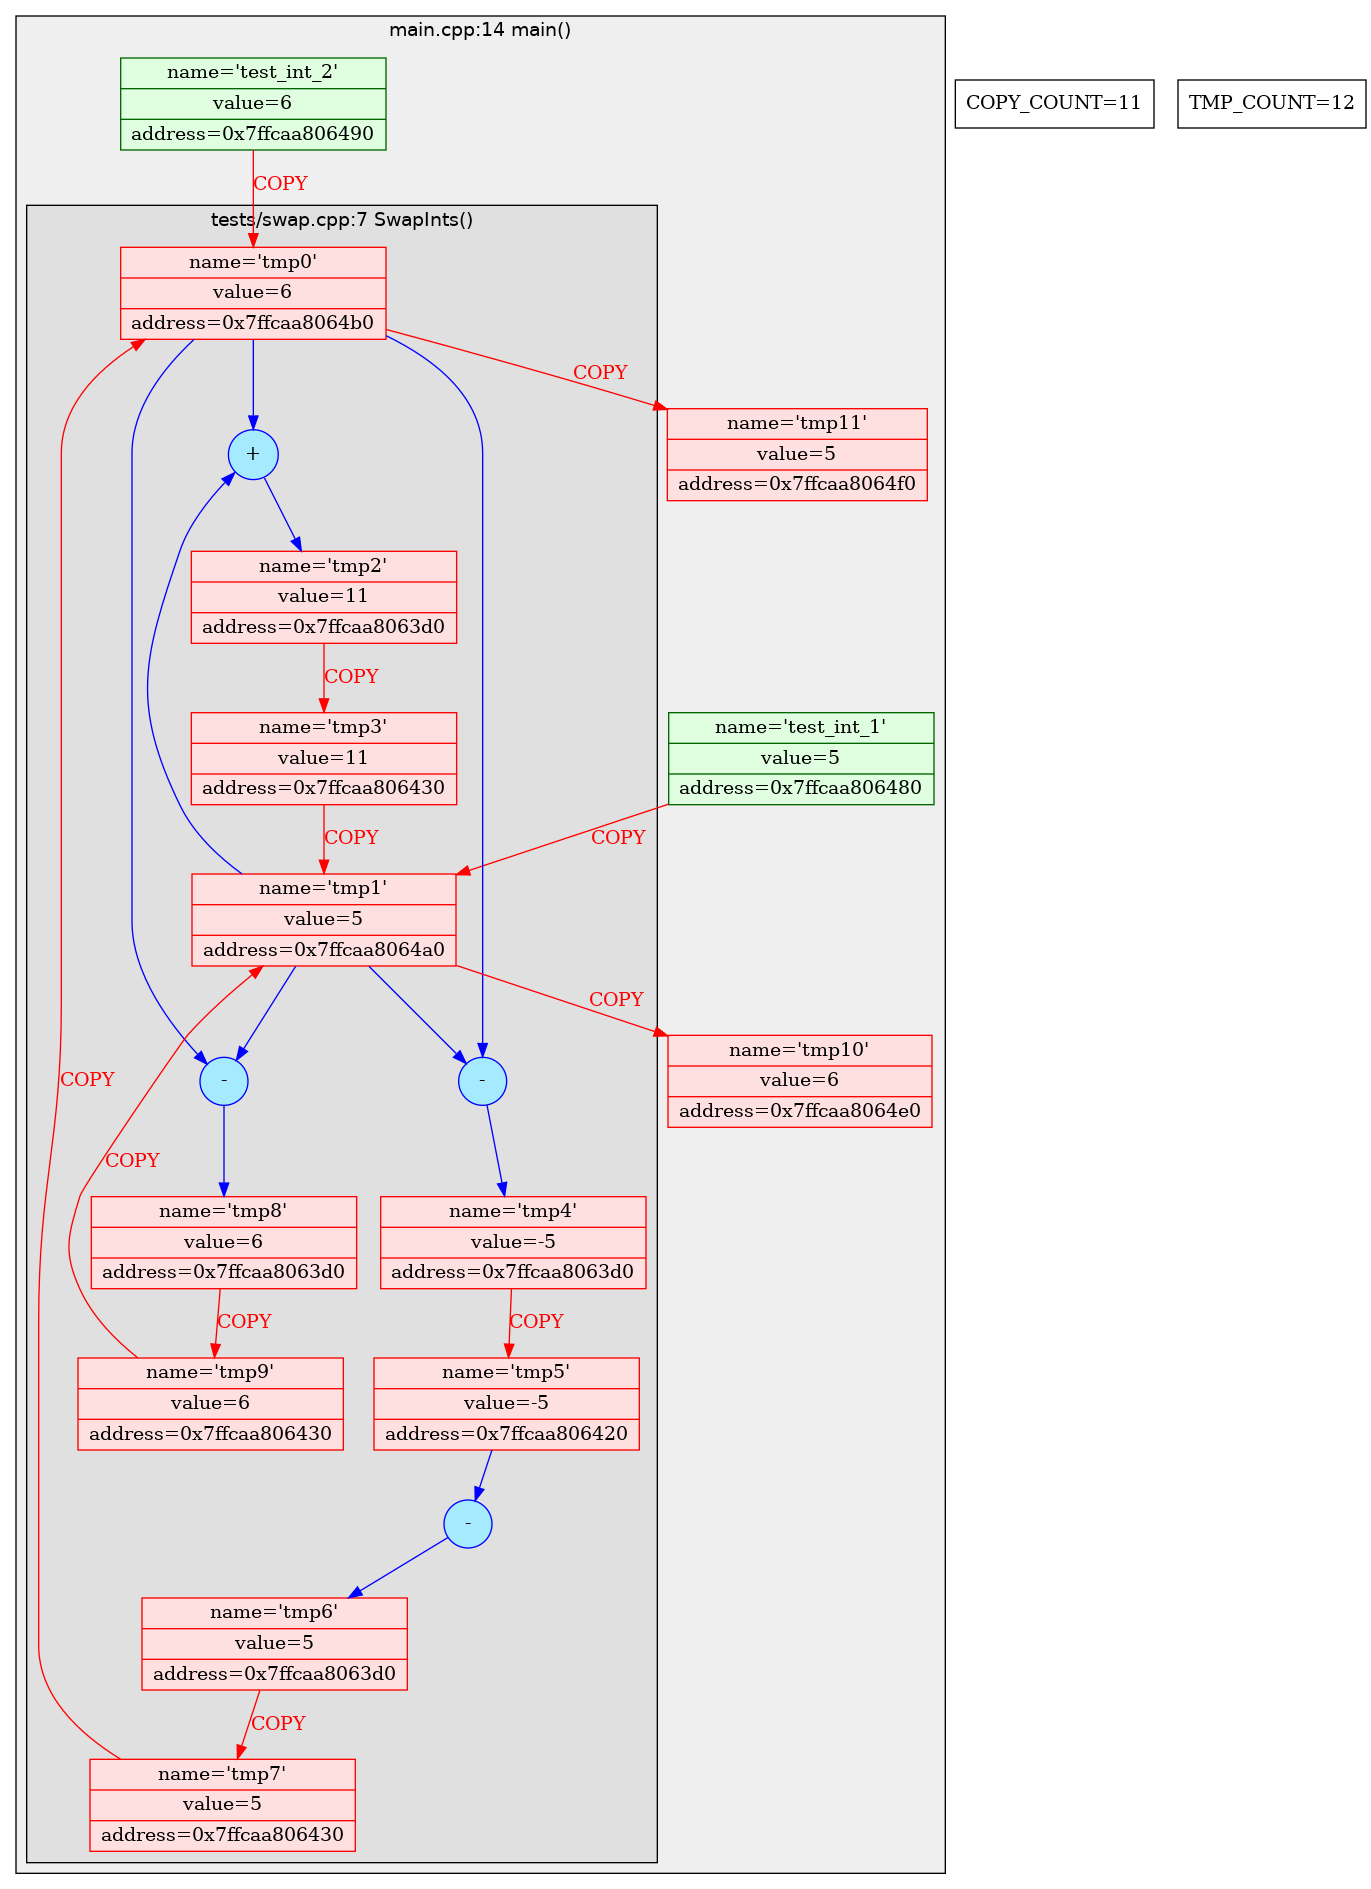 main.cpp:14 main()
name='test_int_2'
value=6
address=0x7ffcaa806490
COPY_COUNT=11
TMP_COUNT=12
COPY
tests/swap.cpp:7 SwapInts()
name='tmp0'
value=6
address=0x7ffcaa8064b0
COPY
name='tmp11'
value=5
address=0x7ffcaa8064f0
+
name='tmp2'
value=11
address=0x7ffcaa8063d0
COPY
name='tmp3'
value=11
address=0x7ffcaa806430
name='test_int_1'
value=5
address=0x7ffcaa806480
COPY
COPY
name='tmp1'
value=5
address=0x7ffcaa8064a0
COPY
name='tmp10'
value=6
address=0x7ffcaa8064e0
COPY
-
-
COPY
name='tmp8'
value=6
address=0x7ffcaa8063d0
name='tmp4'
value=-5
address=0x7ffcaa8063d0
COPY
COPY
name='tmp9'
value=6
address=0x7ffcaa806430
name='tmp5'
value=-5
address=0x7ffcaa806420
-
name='tmp6'
value=5
address=0x7ffcaa8063d0
COPY
name='tmp7'
value=5
address=0x7ffcaa806430